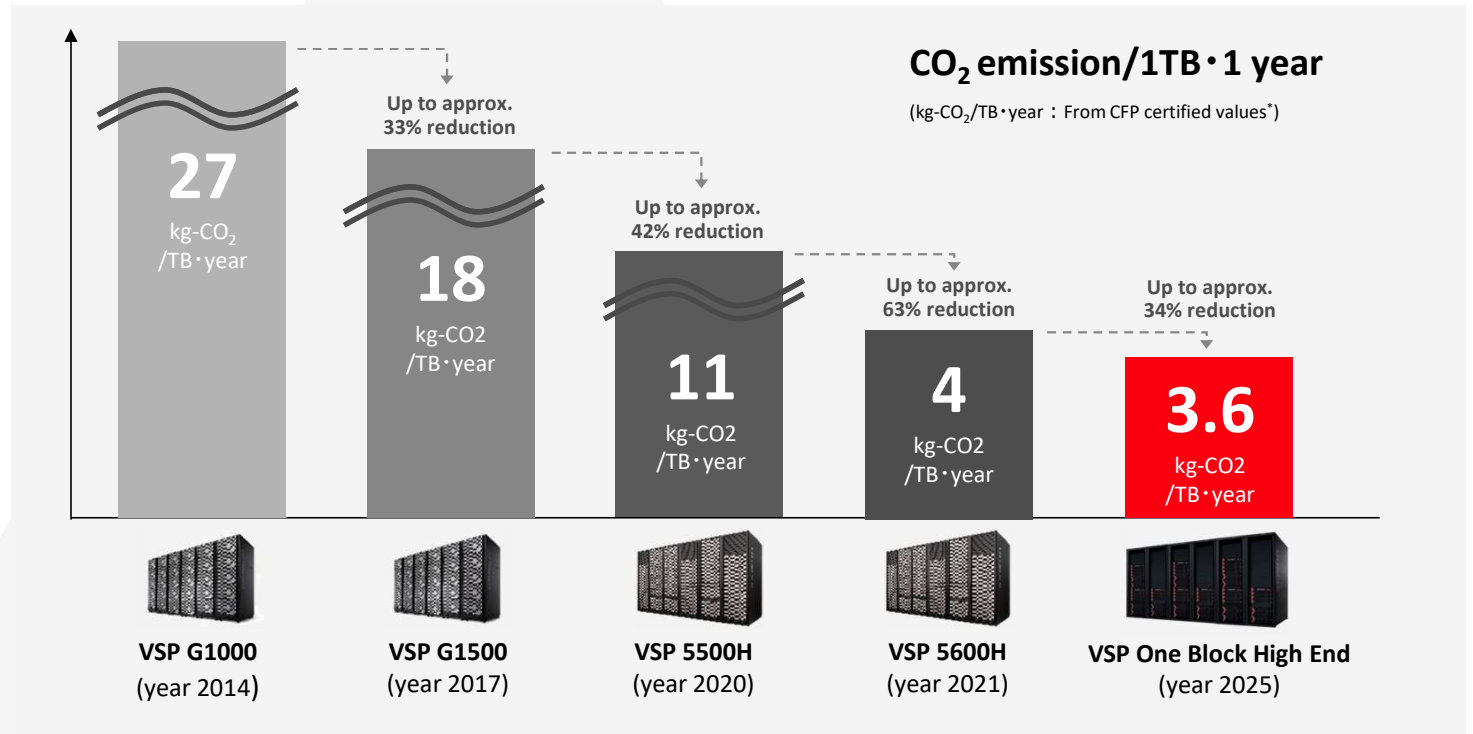 CO₂ emission/1TB・1 year
(kg-CO₂/TB・year：From CFP certified values*)
Up to approx.
33% reduction
Up to approx.
42% reduction
Up to approx.
63% reduction
Up to approx.
34% reduction
27
kg-CO₂
/TB・year
18
kg-CO2
/TB・year
11
kg-CO2
/TB・year
4
kg-CO2
/TB・year
3.6
kg-CO2
/TB・year
VSP G1000
(year 2014)
VSP G1500
(year 2017)
VSP 5500H
(year 2020)
VSP 5600H
(year 2021)
VSP One Block High End
(year 2025)